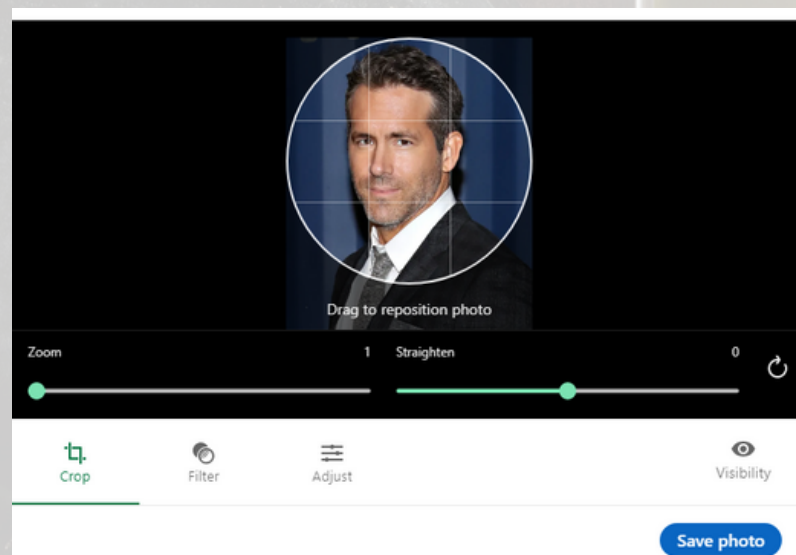 Drag to reposition photo
Zoom 1 Straighten 0
Crop Filter Adjust Visibility
Save photo